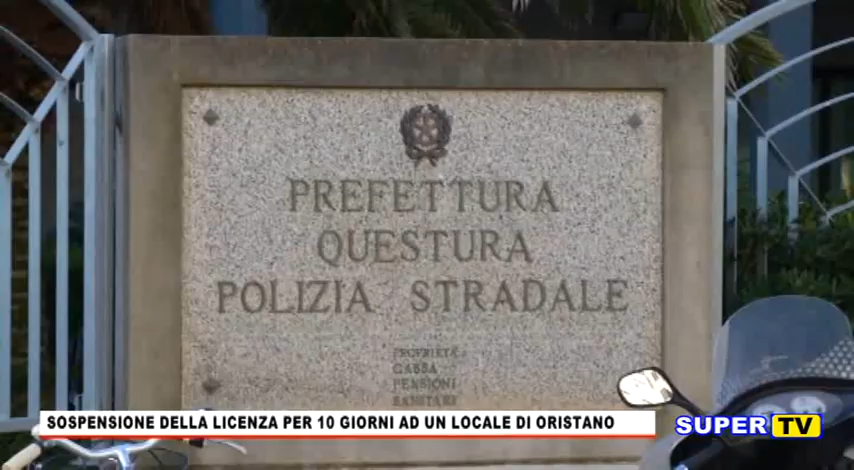 PREFETTURA
QUESTURA
POLIZIA STRADALE
PROPRIETÀ
CASSA
PENSIONI
SANITARI
SOSPENSIONE DELLA LICENZA PER 10 GIORNI AD UN LOCALE DI ORISTANO
SUPER TV